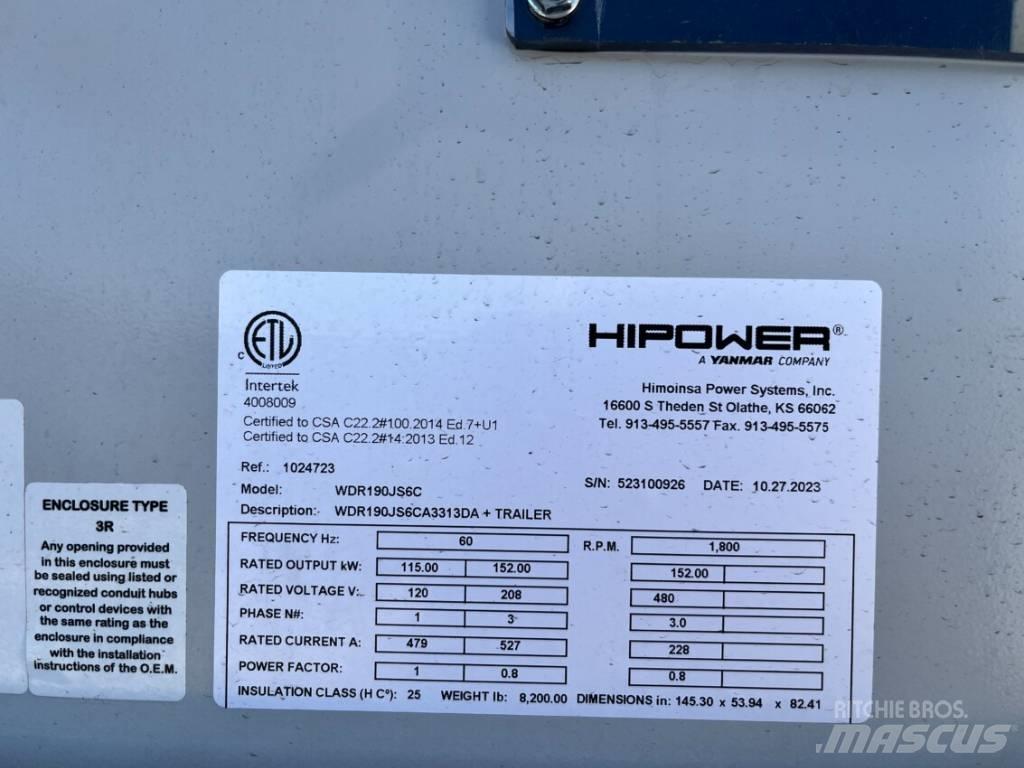 C ETL LISTED
Intertek
4008009
Certified to CSA C22.2#100.2014 Ed.7+U1
Certified to CSA C22.2#14:2013 Ed.12
HIPOWER®
A YANMAR COMPANY
Himoinsa Power Systems, Inc.
16600 S Theden St Olathe, KS 66062
Tel. 913-495-5557 Fax. 913-495-5575
Ref.: 1024723
Model: WDR190JS6C
S/N: 523100926 DATE: 10.27.2023
Description: WDR190JS6CA3313DA + TRAILER
FREQUENCY Hz: 60 R.P.M. 1,800
RATED OUTPUT kW: 115.00 152.00 152.00
RATED VOLTAGE V: 120 208 480
PHASE N#: 1 3 3.0
RATED CURRENT A: 479 527 228
POWER FACTOR: 1 0.8 0.8
INSULATION CLASS (H Cº): 25 WEIGHT lb: 8,200.00 DIMENSIONS in: 145.30 x 53.94 x 82.41
ENCLOSURE TYPE
3R
Any opening provided
in this enclosure must
be sealed using listed or
recognized conduit hubs
or control devices with
the same rating as the
enclosure in compliance
with the installation
instructions of the O.E.M.
RITCHIE BROS.
MASCUS